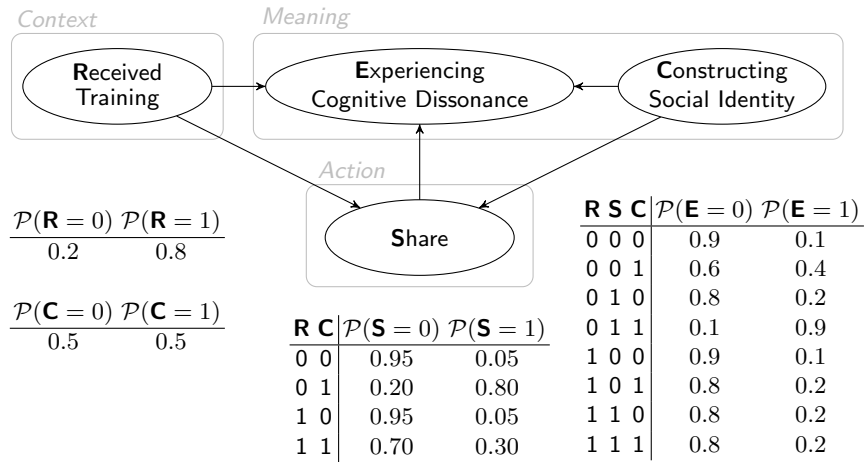 Context
Meaning
Received
Training
Experiencing
Cognitive Dissonance
Constructing
Social Identity
Action
Share
P(R = 0) P(R = 1)
0.2 0.8
P(C = 0) P(C = 1)
0.5 0.5
R C P(S = 0) P(S = 1)
0 0 0.95 0.05
0 1 0.20 0.80
1 0 0.95 0.05
1 1 0.70 0.30
R S C P(E = 0) P(E = 1)
0 0 0 0.9 0.1
0 0 1 0.6 0.4
0 1 0 0.8 0.2
0 1 1 0.1 0.9
1 0 0 0.9 0.1
1 0 1 0.8 0.2
1 1 0 0.8 0.2
1 1 1 0.8 0.2